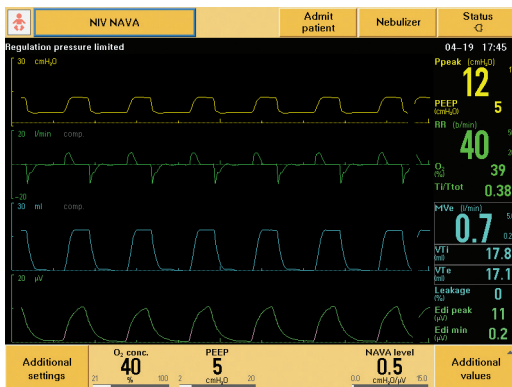 NIV NAVA
Admit patient
Nebulizer
Status
Regulation pressure limited
04-19 17:45
30 cmH₂O
Ppeak (cmH₂O)
12
PEEP
(cmH₂O)
5
20 l/min comp.
-20
RR (b/min)
40
O₂
(%)
39
Ti/Ttot 0.38
30 ml comp.
MVe (l/min)
0.7
VTi
(ml)
17.8
VTe
(ml)
17.1
20 µV
Leakage
(%)
0
Edi peak
(µV)
11
Edi min
(µV)
0.2
Additional settings
O₂ conc.
40
21 % 100
PEEP
5
2 cmH₂O 20
NAVA level
0.5
0.0 cmH₂O/µV 15.0
Additional values